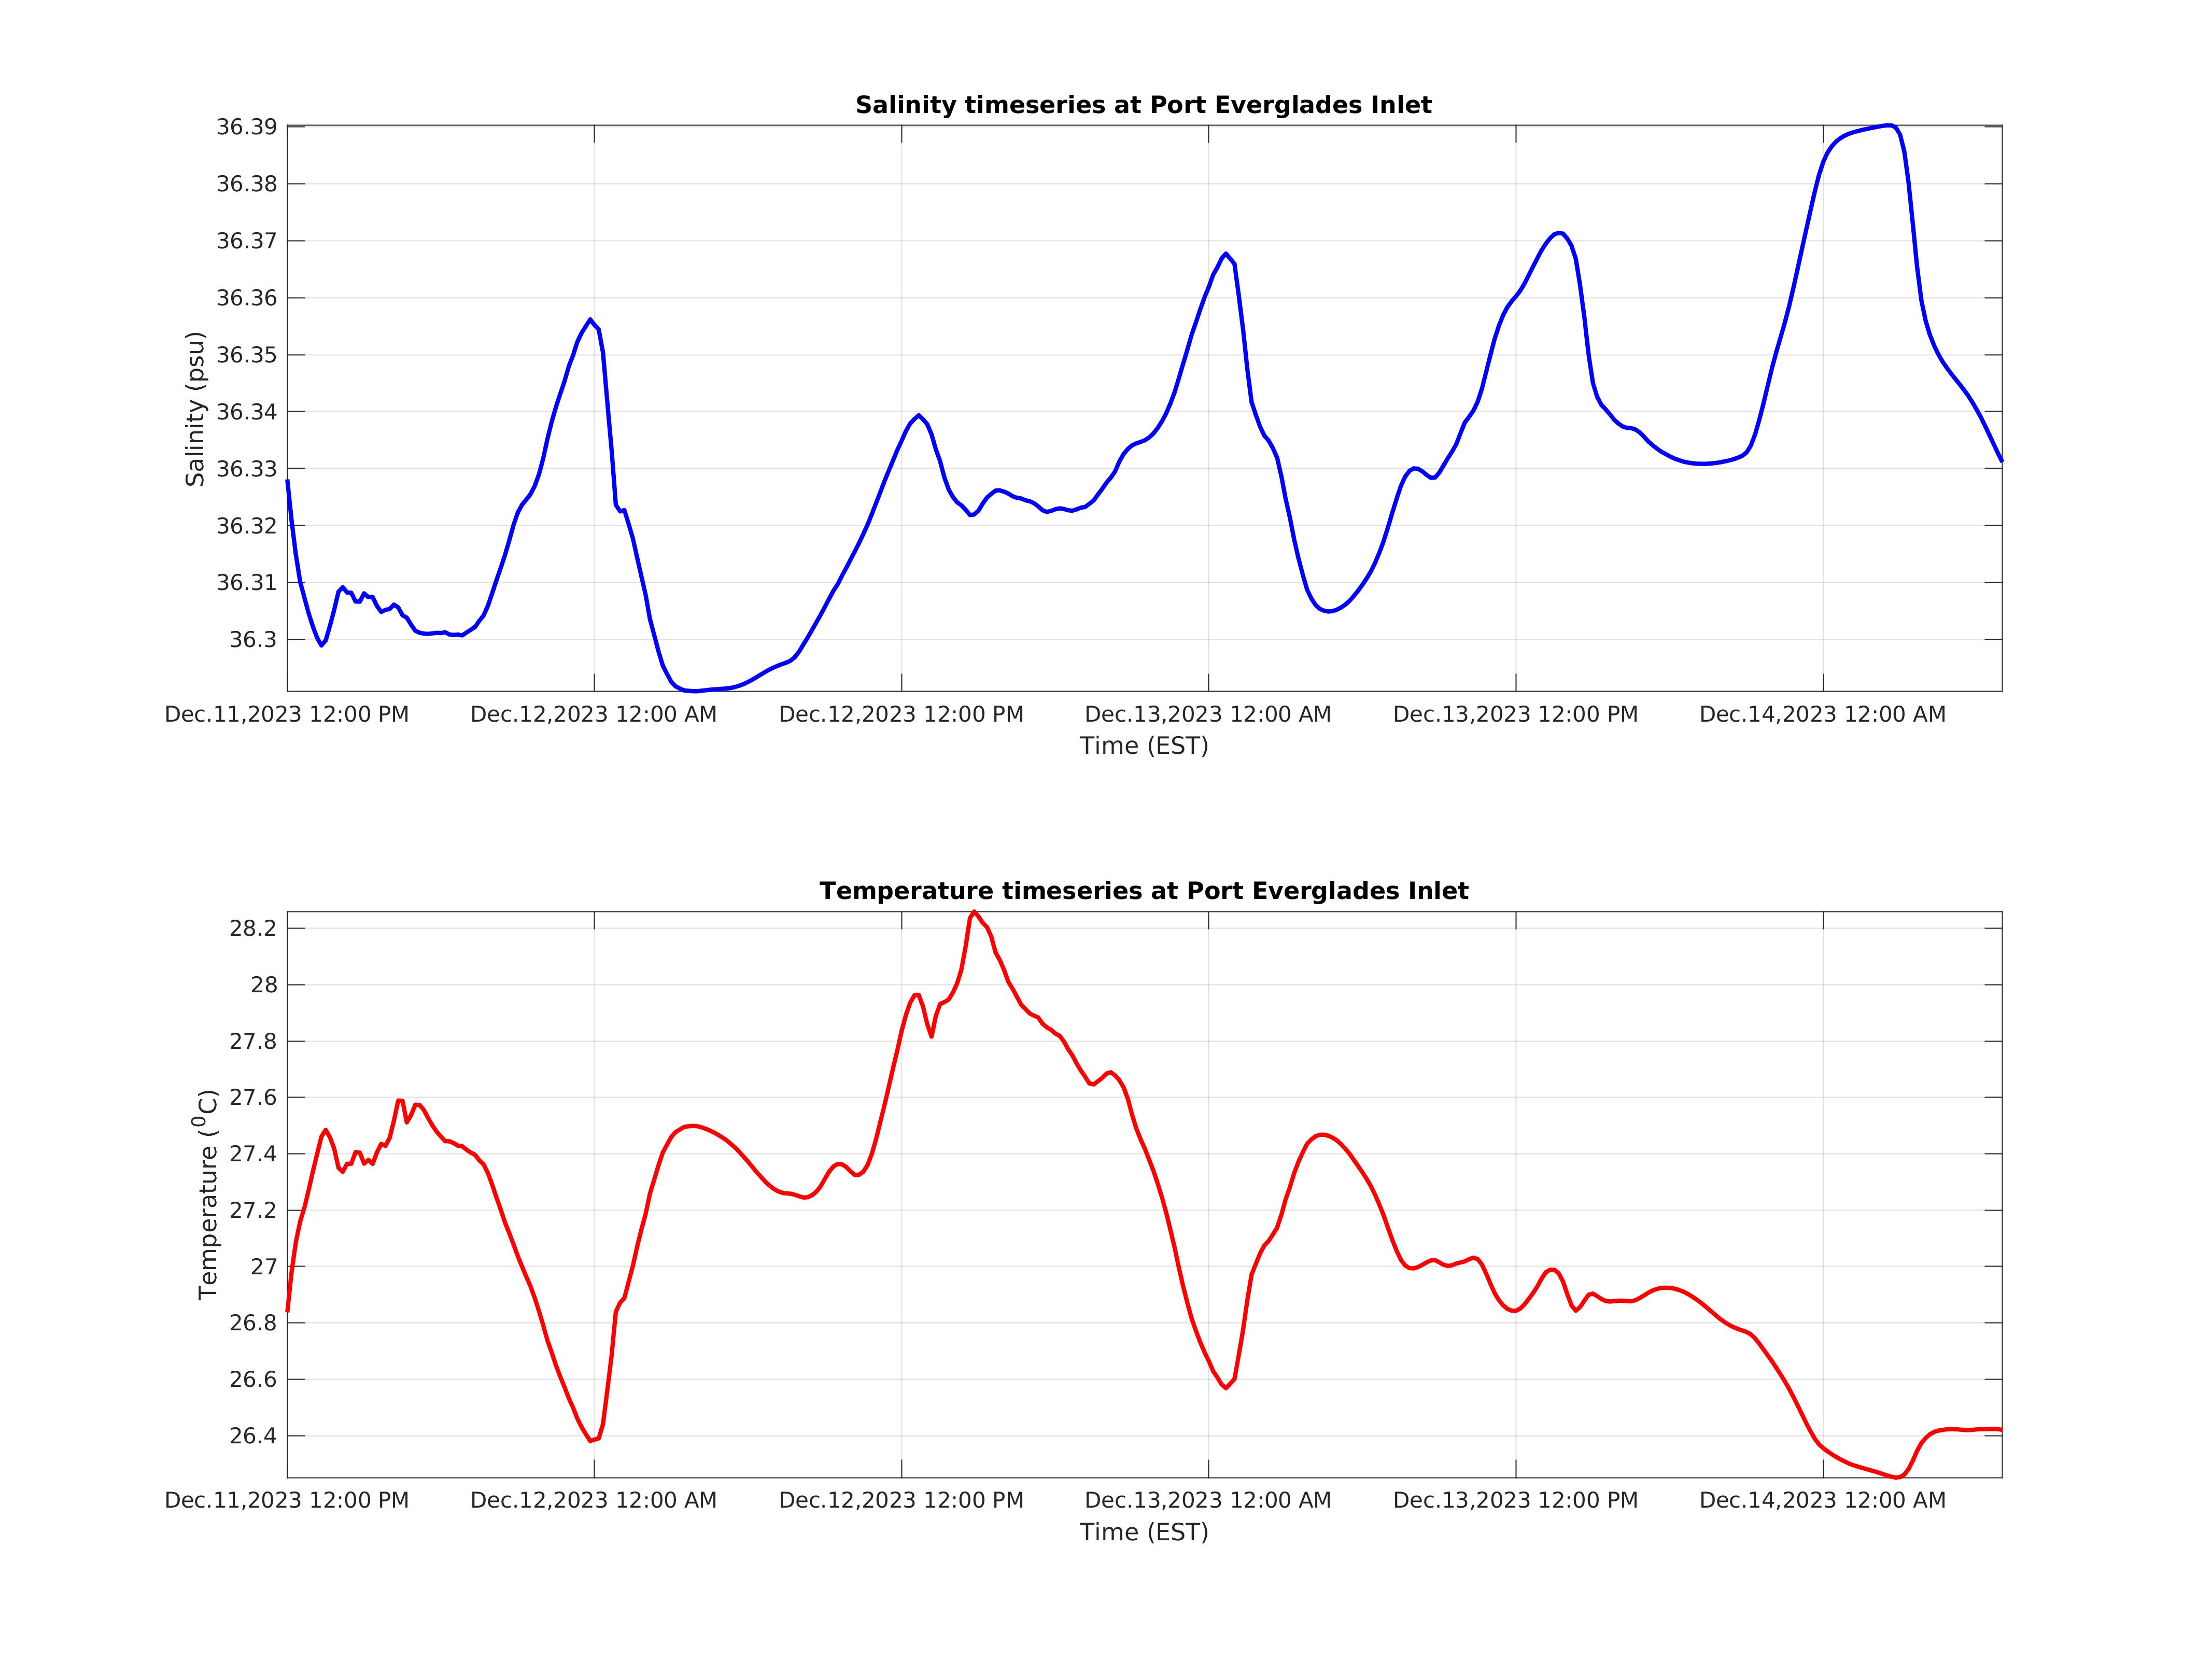 Salinity timeseries at Port Everglades Inlet
36.39
36.38
36.37
36.36
36.35
36.34
36.33
36.32
36.31
36.3
Salinity (psu)
Dec.11,2023 12:00 PM Dec.12,2023 12:00 AM Dec.12,2023 12:00 PM Dec.13,2023 12:00 AM Dec.13,2023 12:00 PM Dec.14,2023 12:00 AM
Time (EST)
Temperature timeseries at Port Everglades Inlet
28.2
28
27.8
27.6
27.4
27.2
27
26.8
26.6
26.4
Temperature (⁰C)
Dec.11,2023 12:00 PM Dec.12,2023 12:00 AM Dec.12,2023 12:00 PM Dec.13,2023 12:00 AM Dec.13,2023 12:00 PM Dec.14,2023 12:00 AM
Time (EST)